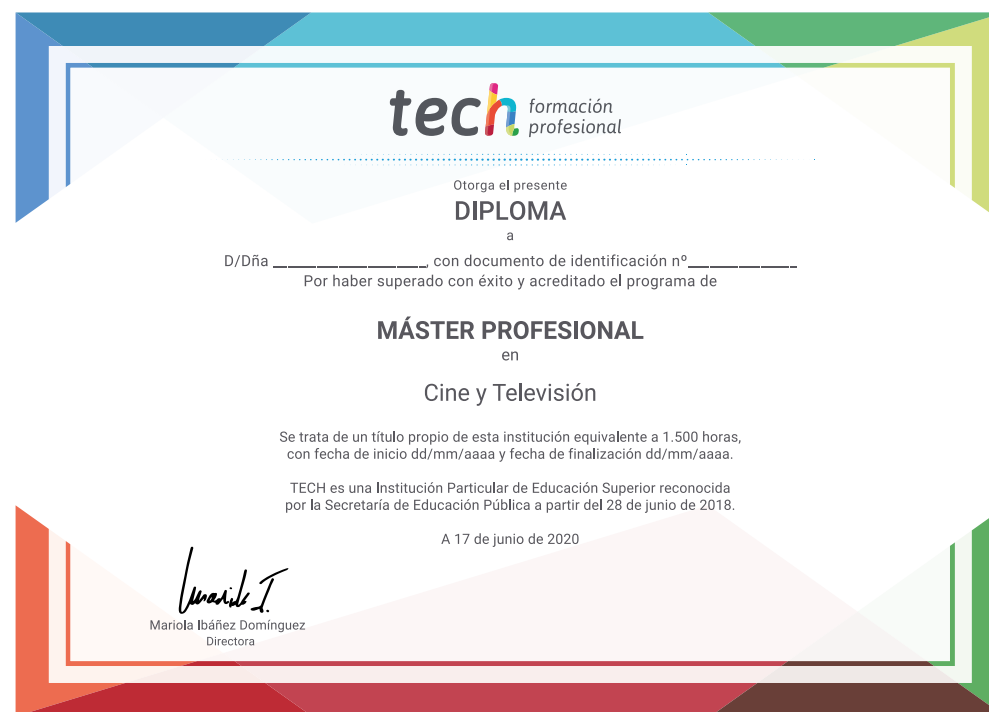 tech formación
profesional
Otorga el presente
DIPLOMA
a
D/Dña ____________________, con documento de identificación nº______________
Por haber superado con éxito y acreditado el programa de
MÁSTER PROFESIONAL
en
Cine y Televisión
Se trata de un título propio de esta institución equivalente a 1.500 horas,
con fecha de inicio dd/mm/aaaa y fecha de finalización dd/mm/aaaa.
TECH es una Institución Particular de Educación Superior reconocida
por la Secretaría de Educación Pública a partir del 28 de junio de 2018.
A 17 de junio de 2020
Mariola Ibáñez Domínguez
Directora